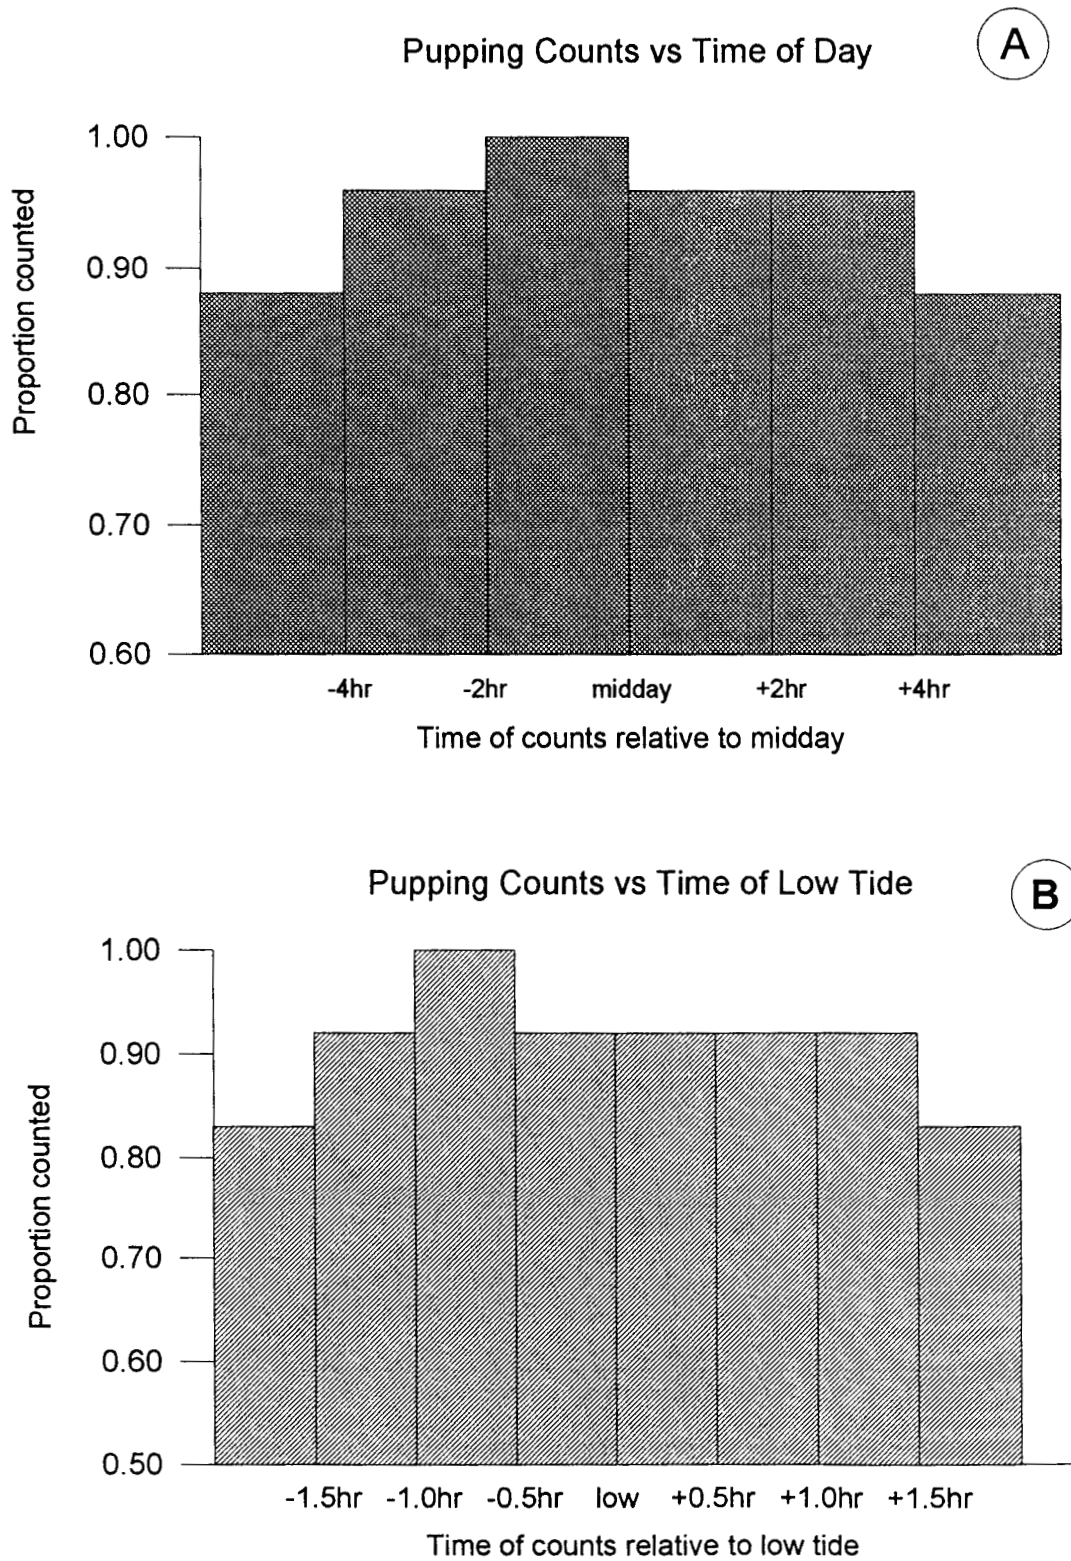 Pupping Counts vs Time of Day
A
Proportion counted
1.00
0.90
0.80
0.70
0.60
-4hr -2hr midday +2hr +4hr
Time of counts relative to midday
Pupping Counts vs Time of Low Tide
B
Proportion counted
1.00
0.90
0.80
0.70
0.60
0.50
-1.5hr -1.0hr -0.5hr low +0.5hr +1.0hr +1.5hr
Time of counts relative to low tide